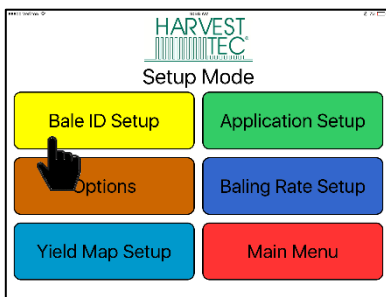 HARVEST
TEC
Setup Mode
Bale ID Setup
Application Setup
Options
Baling Rate Setup
Yield Map Setup
Main Menu